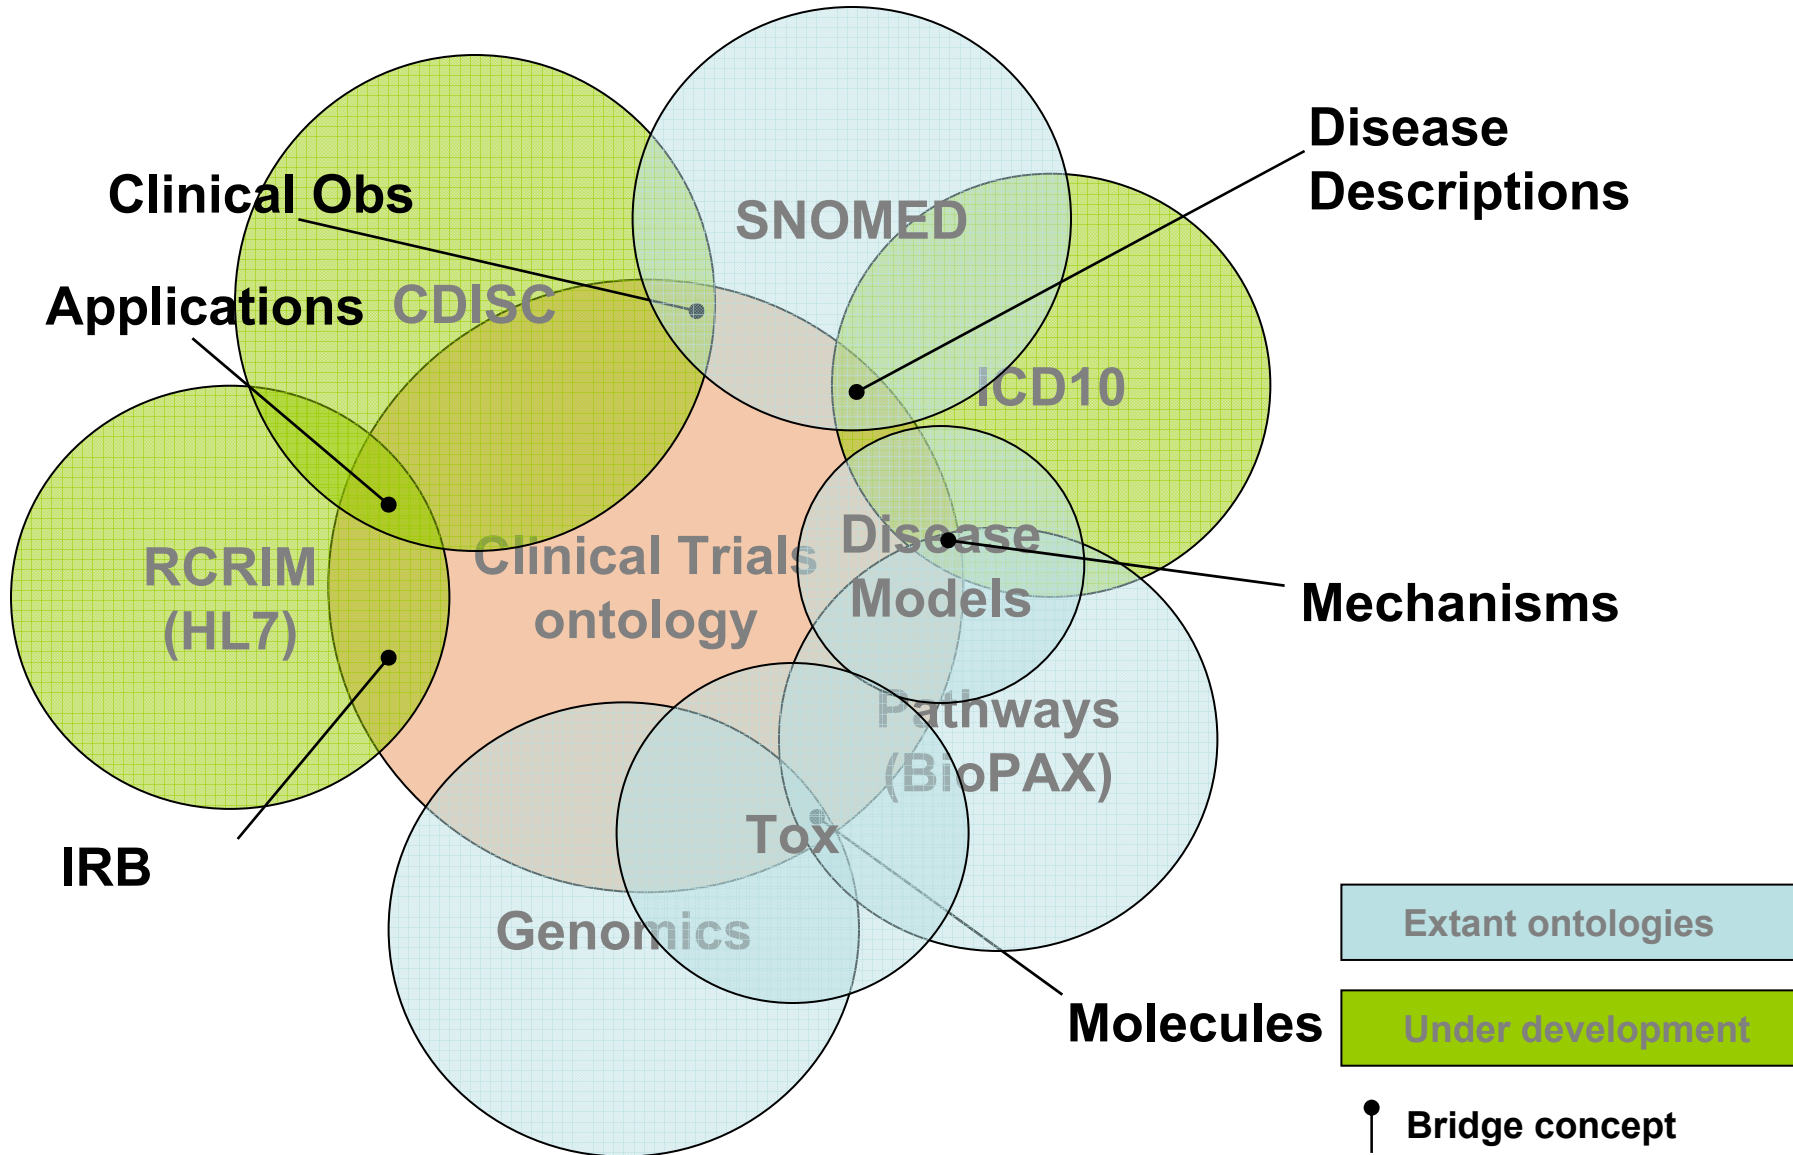 Disease
Descriptions
Clinical Obs
SNOMED
Applications
CDISC
ICD10
RCRIM
(HL7)
Clinical Trials
ontology
Disease
Models
Mechanisms
Pathways
(BioPAX)
Tox
IRB
Genomics
Molecules
Extant ontologies
Under development
Bridge concept